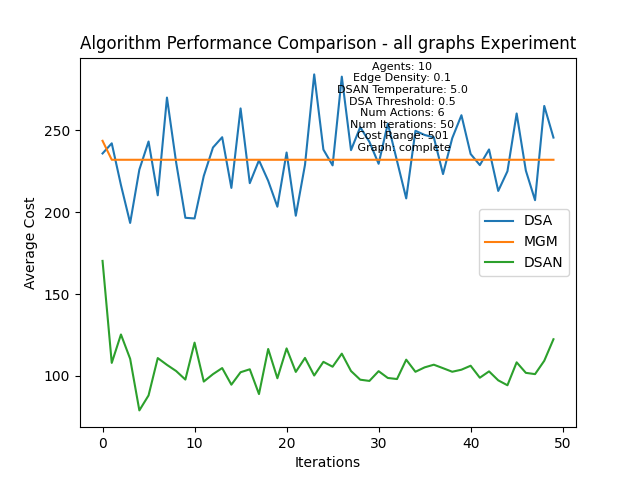 Algorithm Performance Comparison - all graphs Experiment
Agents: 10
Edge Density: 0.1
DSAN Temperature: 5.0
DSA Threshold: 0.5
Num Actions: 6
Num Iterations: 50
Cost Range: 301
Graph: complete
250
200
150
100
Average Cost
DSA
MGM
DSAN
0
10
20
30
40
50
Iterations